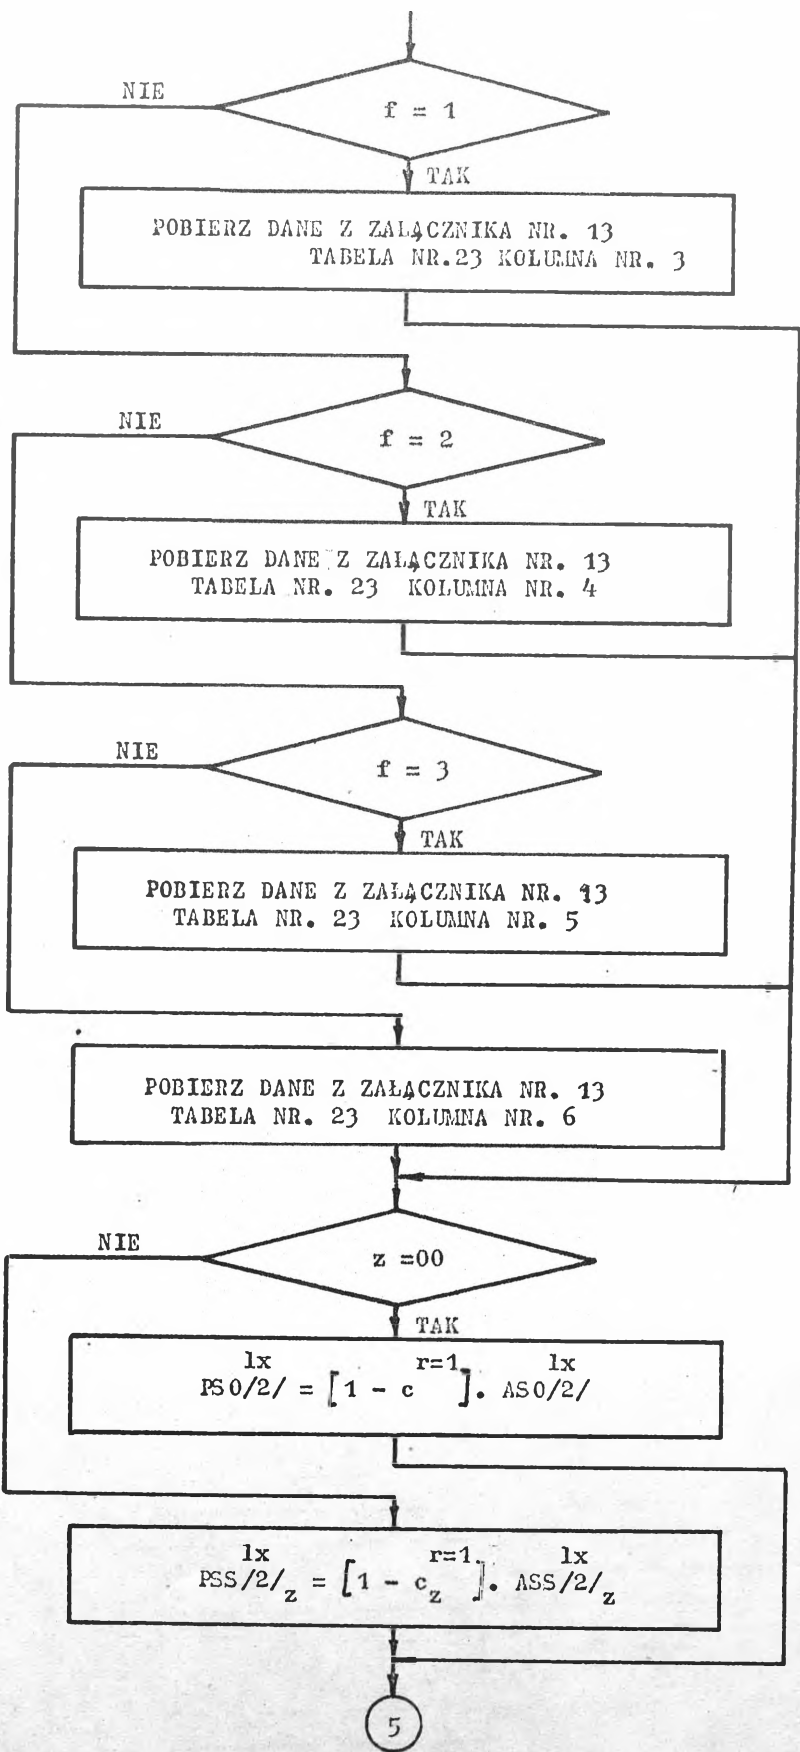 NIE
f = 1
TAK
POBIERZ DANE Z ZAŁĄCZNIKA NR. 13
TABELA NR.23 KOLUMNA NR. 3
NIE
f = 2
TAK
POBIERZ DANE Z ZAŁĄCZNIKA NR. 13
TABELA NR. 23 KOLUMNA NR. 4
NIE
f = 3
TAK
POBIERZ DANE Z ZAŁĄCZNIKA NR. 13
TABELA NR. 23 KOLUMNA NR. 5
POBIERZ DANE Z ZAŁĄCZNIKA NR. 13
TABELA NR. 23 KOLUMNA NR. 6
NIE
z =00
TAK
lx r=1 lx
PSO/2/ = [1 - c ]. ASO/2/
lx r=1 lx
PSS/2/z = [1 - cz ]. ASS/2/z
5